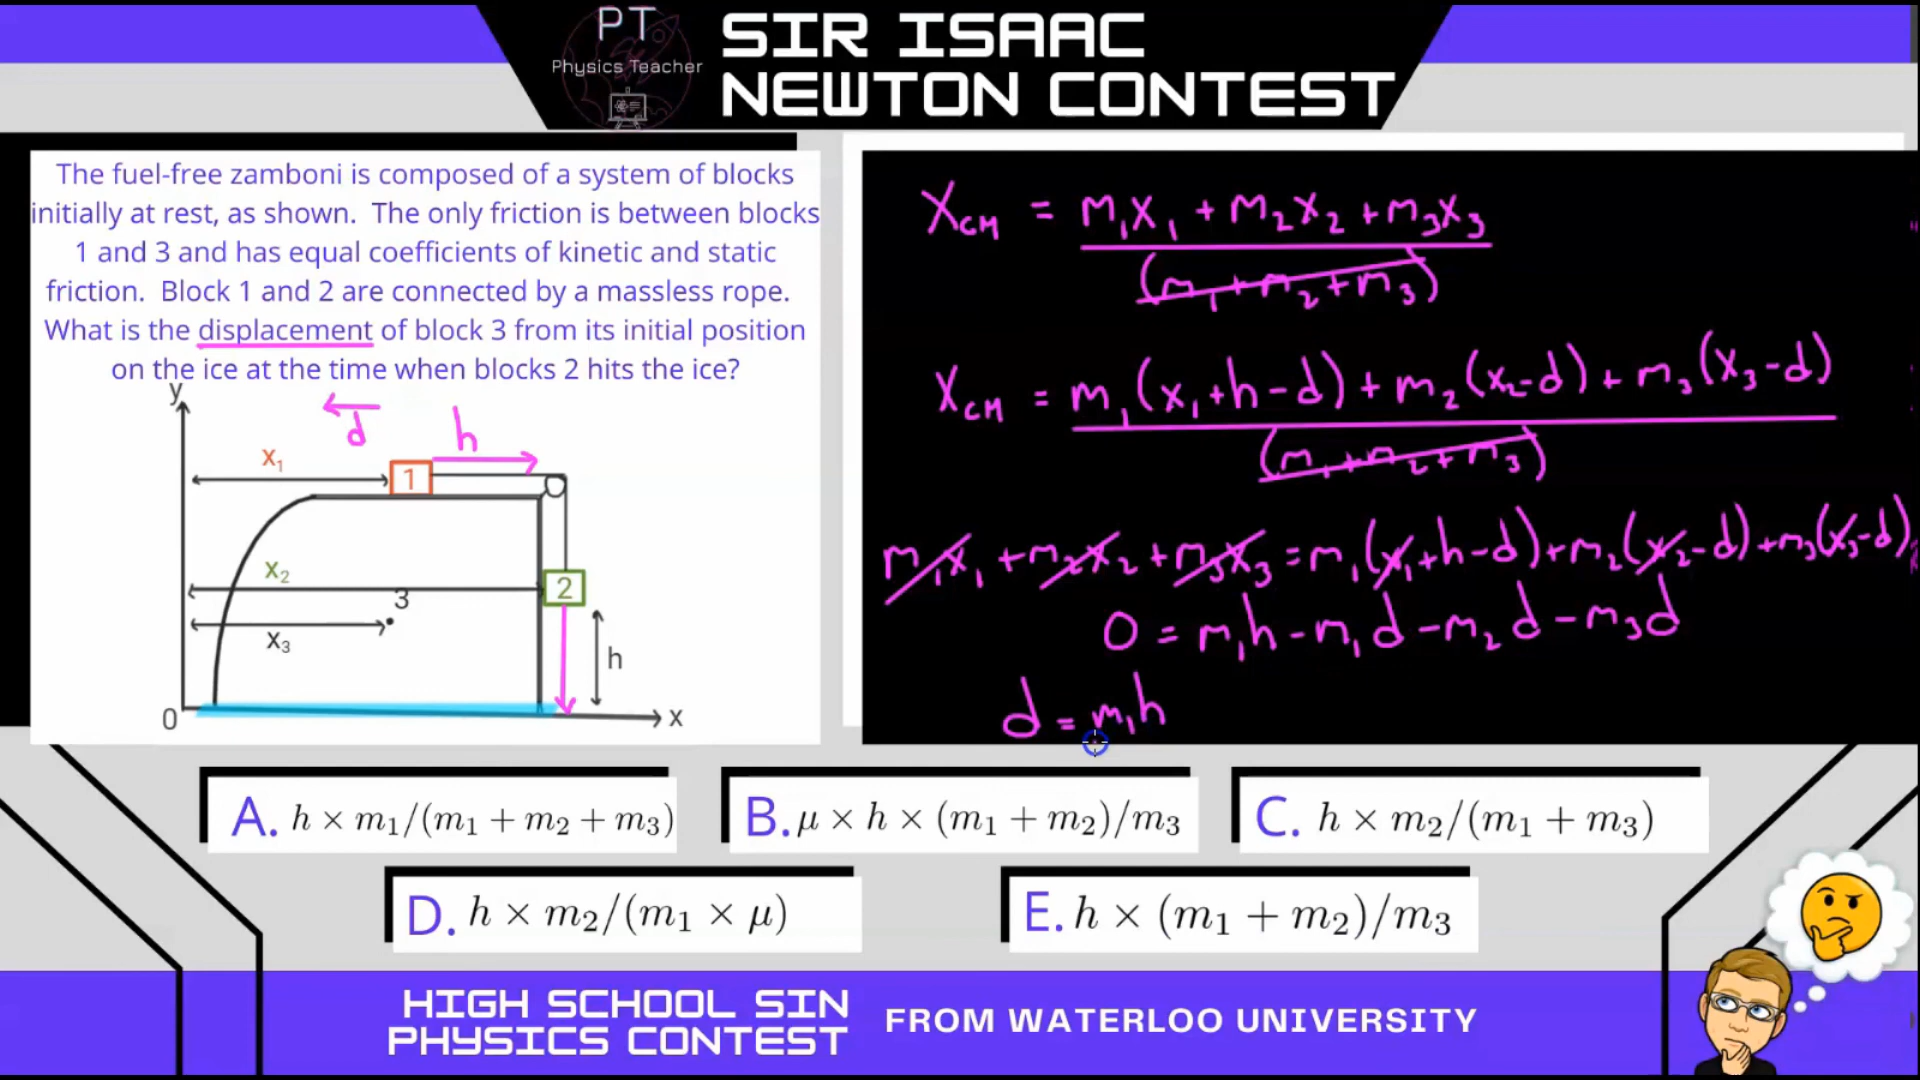 PT
Physics Teacher
SIR ISAAC
NEWTON CONTEST
The fuel-free zamboni is composed of a system of blocks
initially at rest, as shown. The only friction is between blocks
1 and 3 and has equal coefficients of kinetic and static
friction. Block 1 and 2 are connected by a massless rope.
What is the displacement of block 3 from its initial position
on the ice at the time when blocks 2 hits the ice?
y
d
h
x₁
1
x₂
2
3
x₃
h
0
x
X_CM = m₁x₁ + m₂x₂ + m₃x₃
(m₁ + m₂ + m₃)
X_CM = m₁(x₁+h-d) + m₂(x₂-d) + m₃(x₃-d)
(m₁ + m₂ + m₃)
m₁x₁ + m₂x₂ + m₃x₃ = m₁(x₁+h-d) + m₂(x₂-d) + m₃(x₃-d)
0 = m₁h - m₁d - m₂d - m₃d
d = m₁h
A. h × m₁/(m₁ + m₂ + m₃)
B. μ × h × (m₁ + m₂)/m₃
C. h × m₂/(m₁ + m₃)
D. h × m₂/(m₁ × μ)
E. h × (m₁ + m₂)/m₃
HIGH SCHOOL SIN
PHYSICS CONTEST
FROM WATERLOO UNIVERSITY